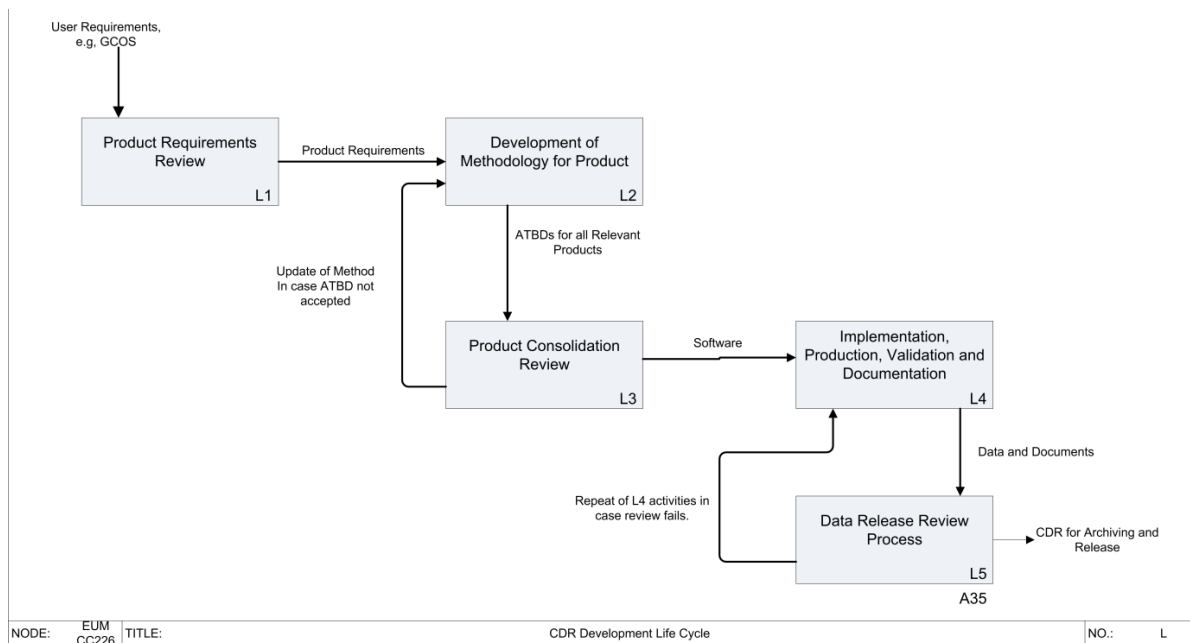 User Requirements,
e.g, GCOS
Product Requirements
Review
L1
Product Requirements
Development of
Methodology for Product
L2
ATBDs for all Relevant
Products
Update of Method
In case ATBD not
accepted
Product Consolidation
Review
L3
Software
Implementation,
Production, Validation and
Documentation
L4
Data and Documents
Repeat of L4 activities in
case review fails.
Data Release Review
Process
L5
CDR for Archiving and
Release
A35
NODE:
EUM
CC226
TITLE:
CDR Development Life Cycle
NO.:
L